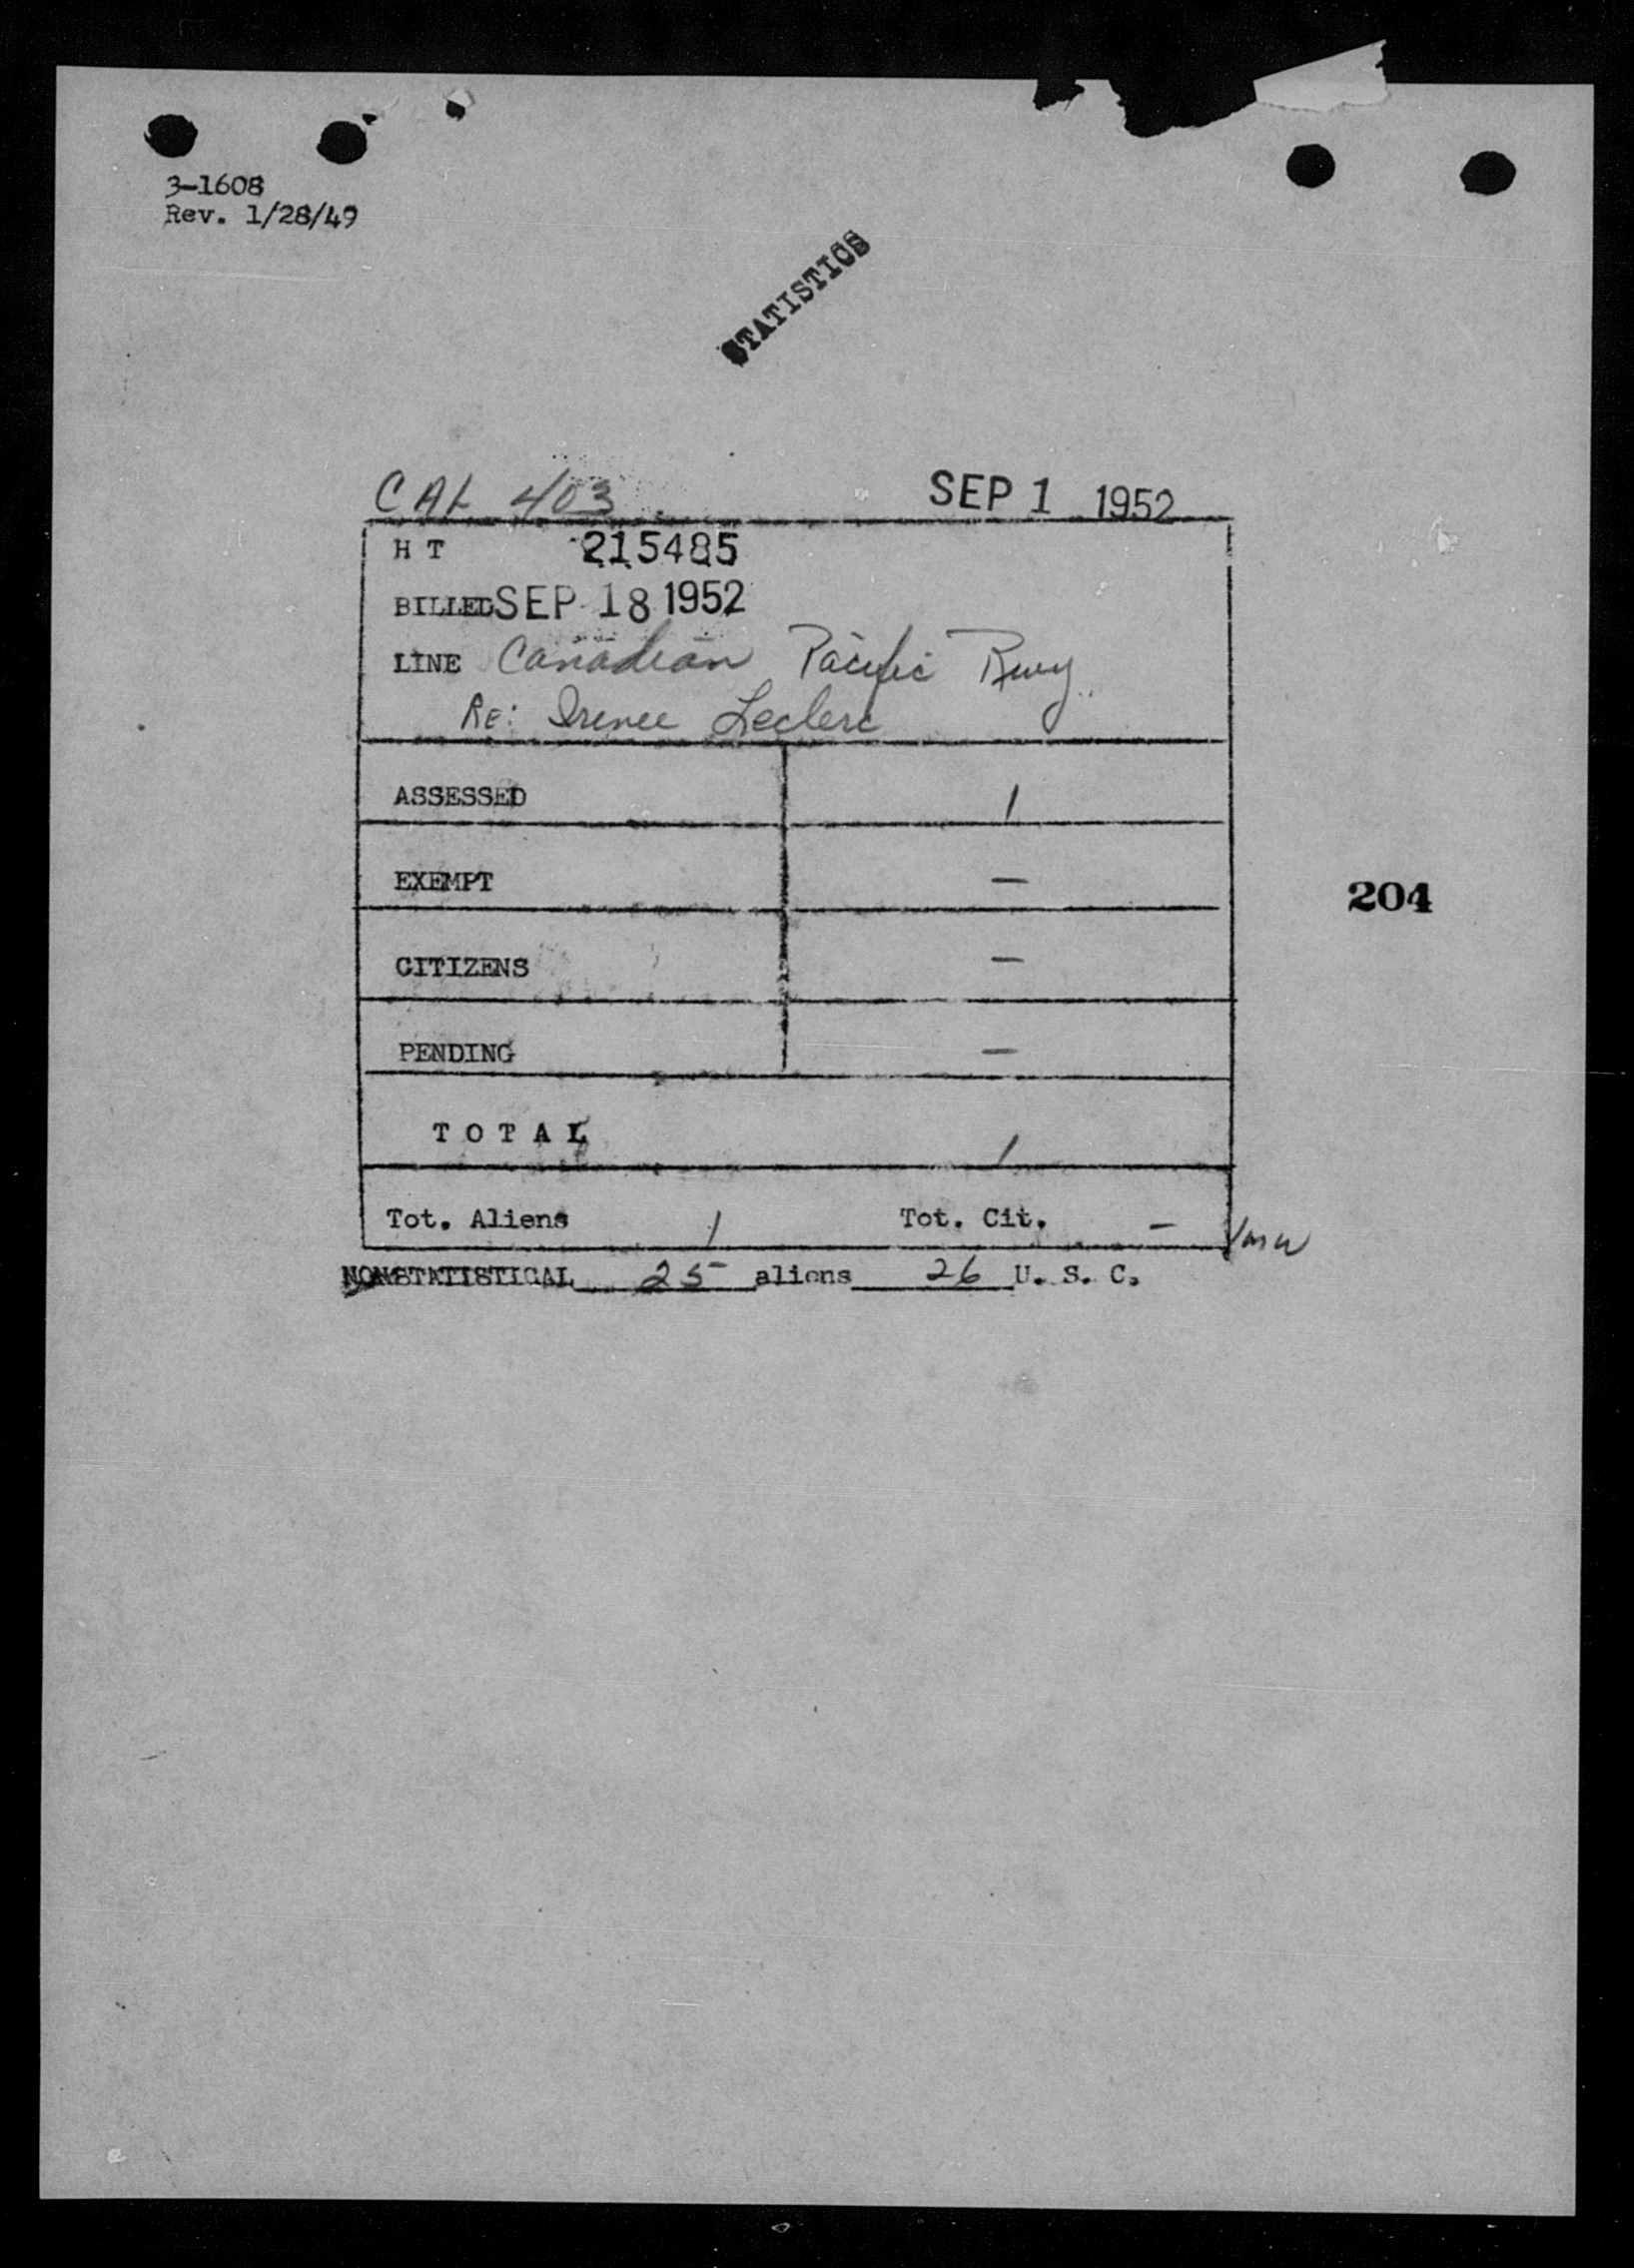 3-1608
Rev. 1/28/49
STATISTICS
CAL 403 SEP 1 1952
H T 215485
BILLED SEP 18 1952
LINE Canadian Pacific Rwy
RE: Irenee Leclerc
ASSESSED 1
EXEMPT —
204
CITIZENS —
PENDING —
TOTAL 1
Tot. Aliens 1 Tot. Cit. —
NONSTATISTICAL 25 aliens 26 U. S. C.